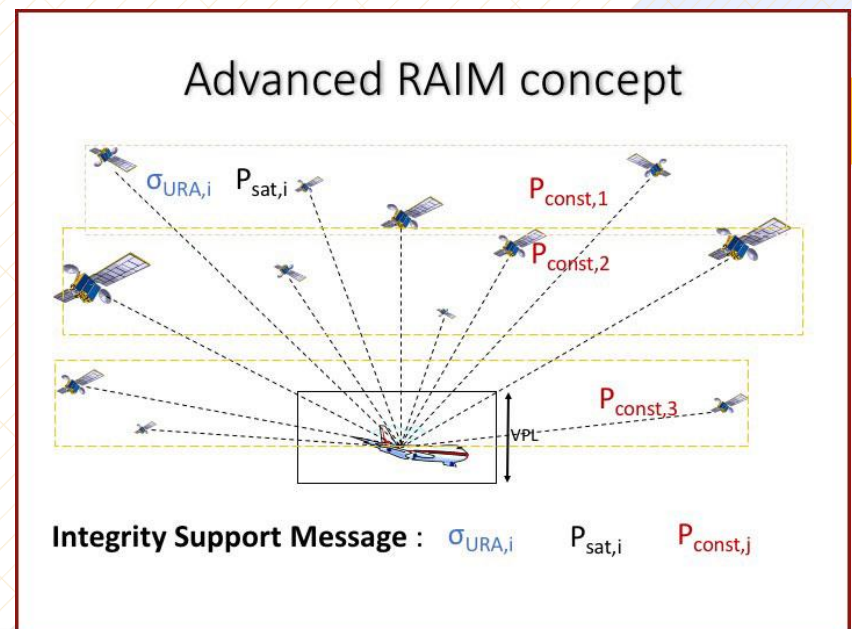 Advanced RAIM concept
σURA,i Psat,i
Pconst,1
Pconst,2
Pconst,3
VPL
Integrity Support Message : σURA,i Psat,i Pconst,j